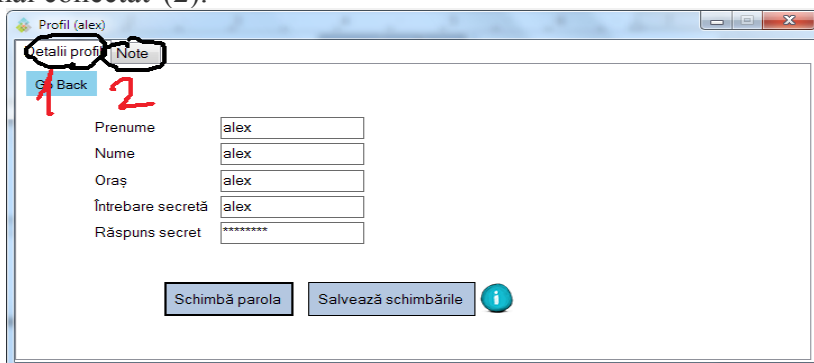 conectat (2).
Profil (alex)
Detalii profil Note
Go Back
1 2
Prenume alex
Nume alex
Oraș alex
Întrebare secretă alex
Răspuns secret ********
Schimbă parola Salvează schimbările i